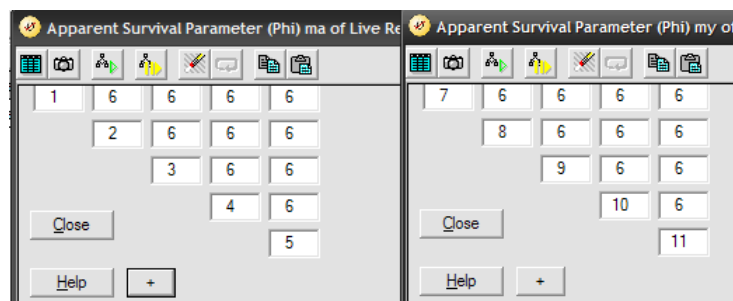 Apparent Survival Parameter (Phi) ma of Live Re
1 6 6 6 6
2 6 6 6
3 6 6
4 6
5
Close
Help +
Apparent Survival Parameter (Phi) my of
7 6 6 6 6
8 6 6 6
9 6 6
10 6
11
Close
Help +